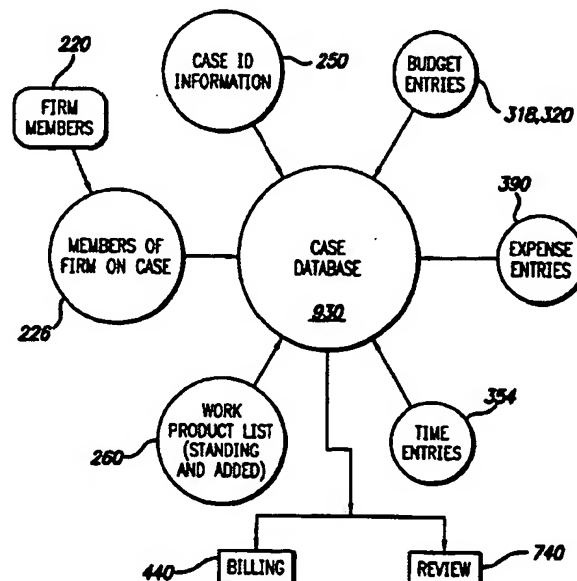 220
FIRM
MEMBERS
CASE ID
INFORMATION
250
BUDGET
ENTRIES
318,320
MEMBERS OF
FIRM ON CASE
226
CASE
DATABASE
930
390
EXPENSE
ENTRIES
WORK
PRODUCT LIST
(STANDING
AND ADDED)
260
354
TIME
ENTRIES
440
BILLING
REVIEW
740